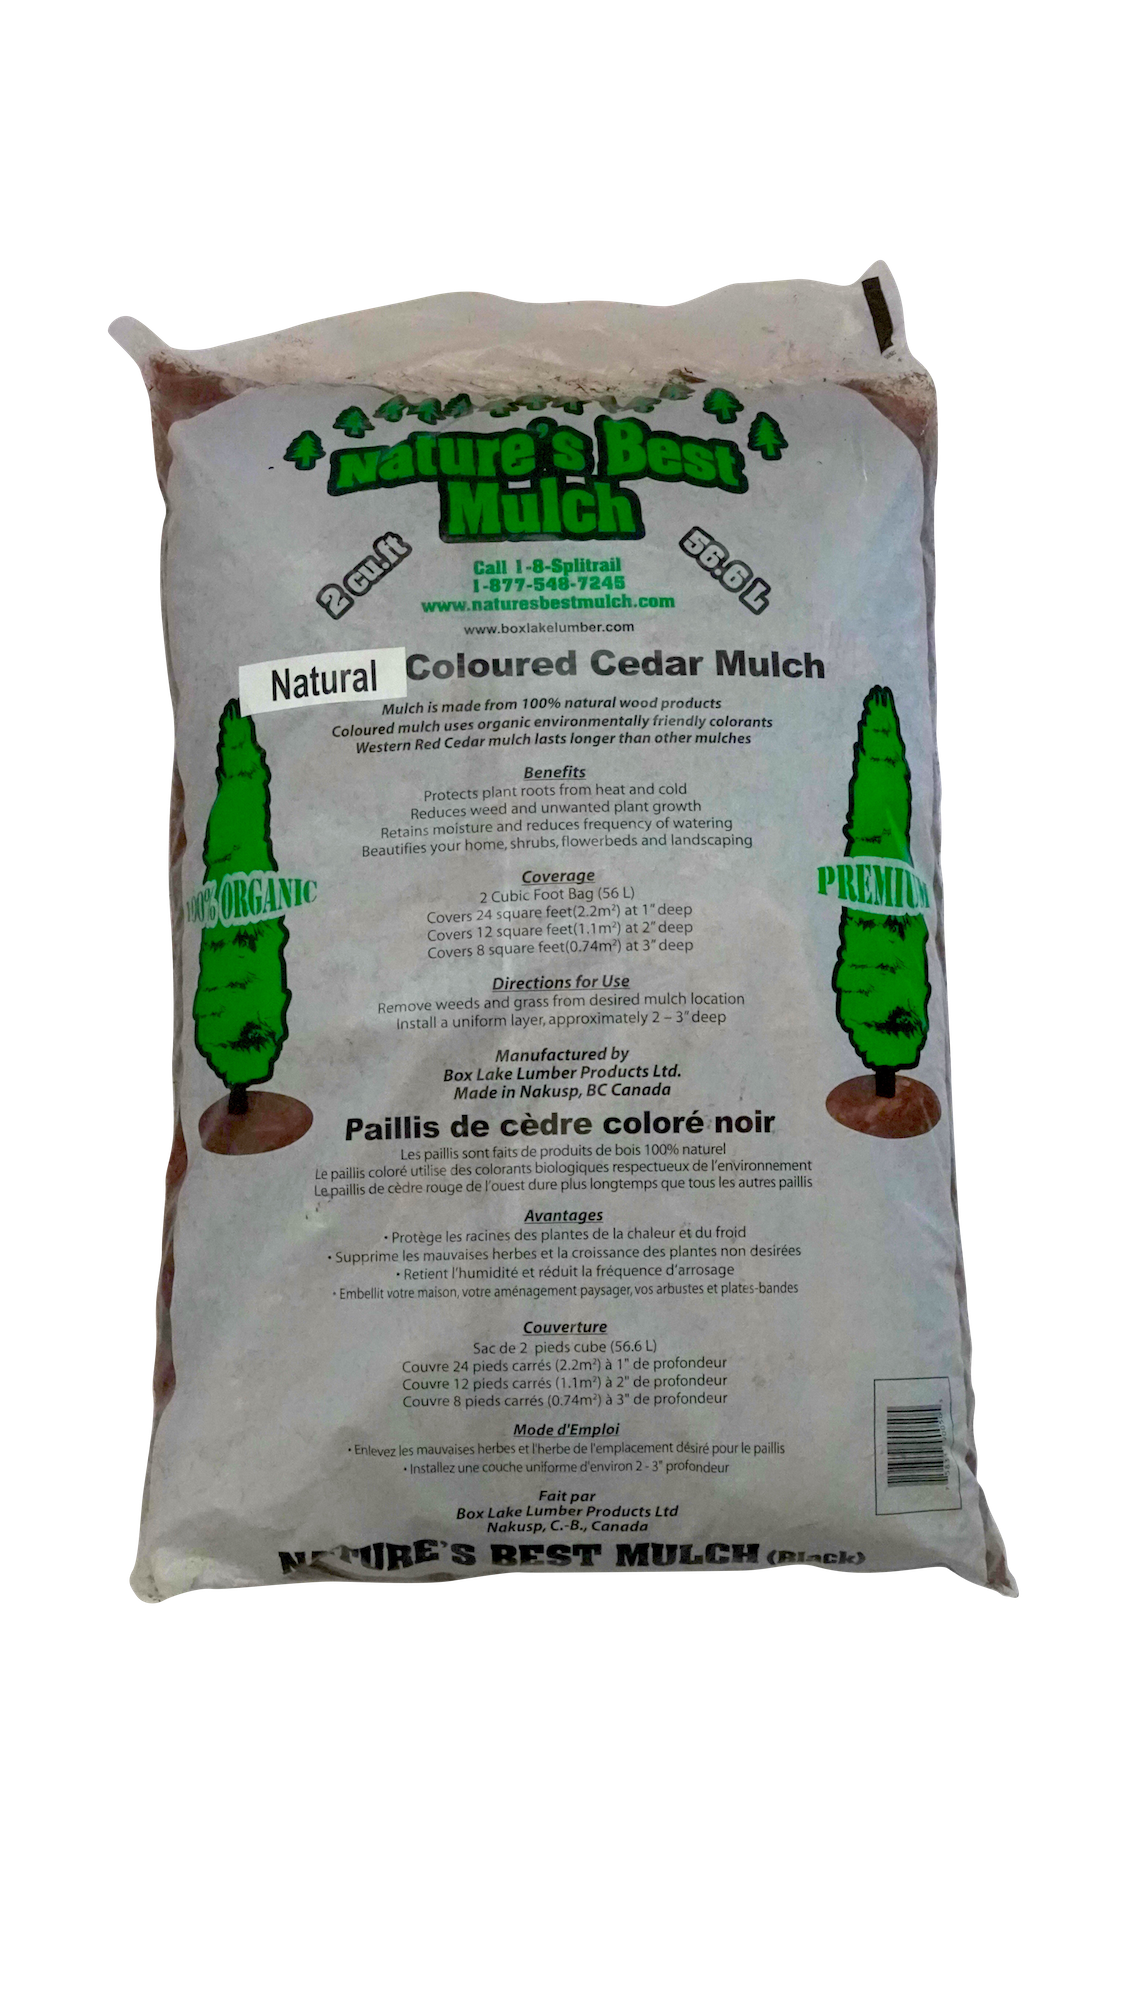 Nature's Best
Mulch
2 cu.ft
56.6 L
Call 1-8-Splitrail
1-877-548-7245
www.naturesbestmulch.com
www.boxlakelumber.com
Natural Coloured Cedar Mulch
Mulch is made from 100% natural wood products
Coloured mulch uses organic environmentally friendly colorants
Western Red Cedar mulch lasts longer than other mulches
Benefits
Protects plant roots from heat and cold
Reduces weed and unwanted plant growth
Retains moisture and reduces frequency of watering
Beautifies your home, shrubs, flowerbeds and landscaping
100% ORGANIC
PREMIUM
Coverage
2 Cubic Foot Bag (56 L)
Covers 24 square feet(2.2m²) at 1" deep
Covers 12 square feet(1.1m²) at 2" deep
Covers 8 square feet(0.74m²) at 3" deep
Directions for Use
Remove weeds and grass from desired mulch location
Install a uniform layer, approximately 2 – 3" deep
Manufactured by
Box Lake Lumber Products Ltd.
Made in Nakusp, BC Canada
Paillis de cèdre coloré noir
Les paillis sont faits de produits de bois 100% naturel
Le paillis coloré utilise des colorants biologiques respectueux de l'environnement
Le paillis de cèdre rouge de l'ouest dure plus longtemps que tous les autres paillis
Avantages
• Protège les racines des plantes de la chaleur et du froid
• Supprime les mauvaises herbes et la croissance des plantes non desirées
• Retient l'humidité et réduit la fréquence d'arrosage
• Embellit votre maison, votre aménagement paysager, vos arbustes et plates-bandes
Couverture
Sac de 2 pieds cube (56.6 L)
Couvre 24 pieds carrés (2.2m²) à 1" de profondeur
Couvre 12 pieds carrés (1.1m²) à 2" de profondeur
Couvre 8 pieds carrés (0.74m²) à 3" de profondeur
Mode d'Emploi
• Enlevez les mauvaises herbes et l'herbe de l'emplacement désiré pour le paillis
• Installez une couche uniforme d'environ 2 - 3" profondeur
Fait par
Box Lake Lumber Products Ltd
Nakusp, C.-B., Canada
NATURE'S BEST MULCH (Black)